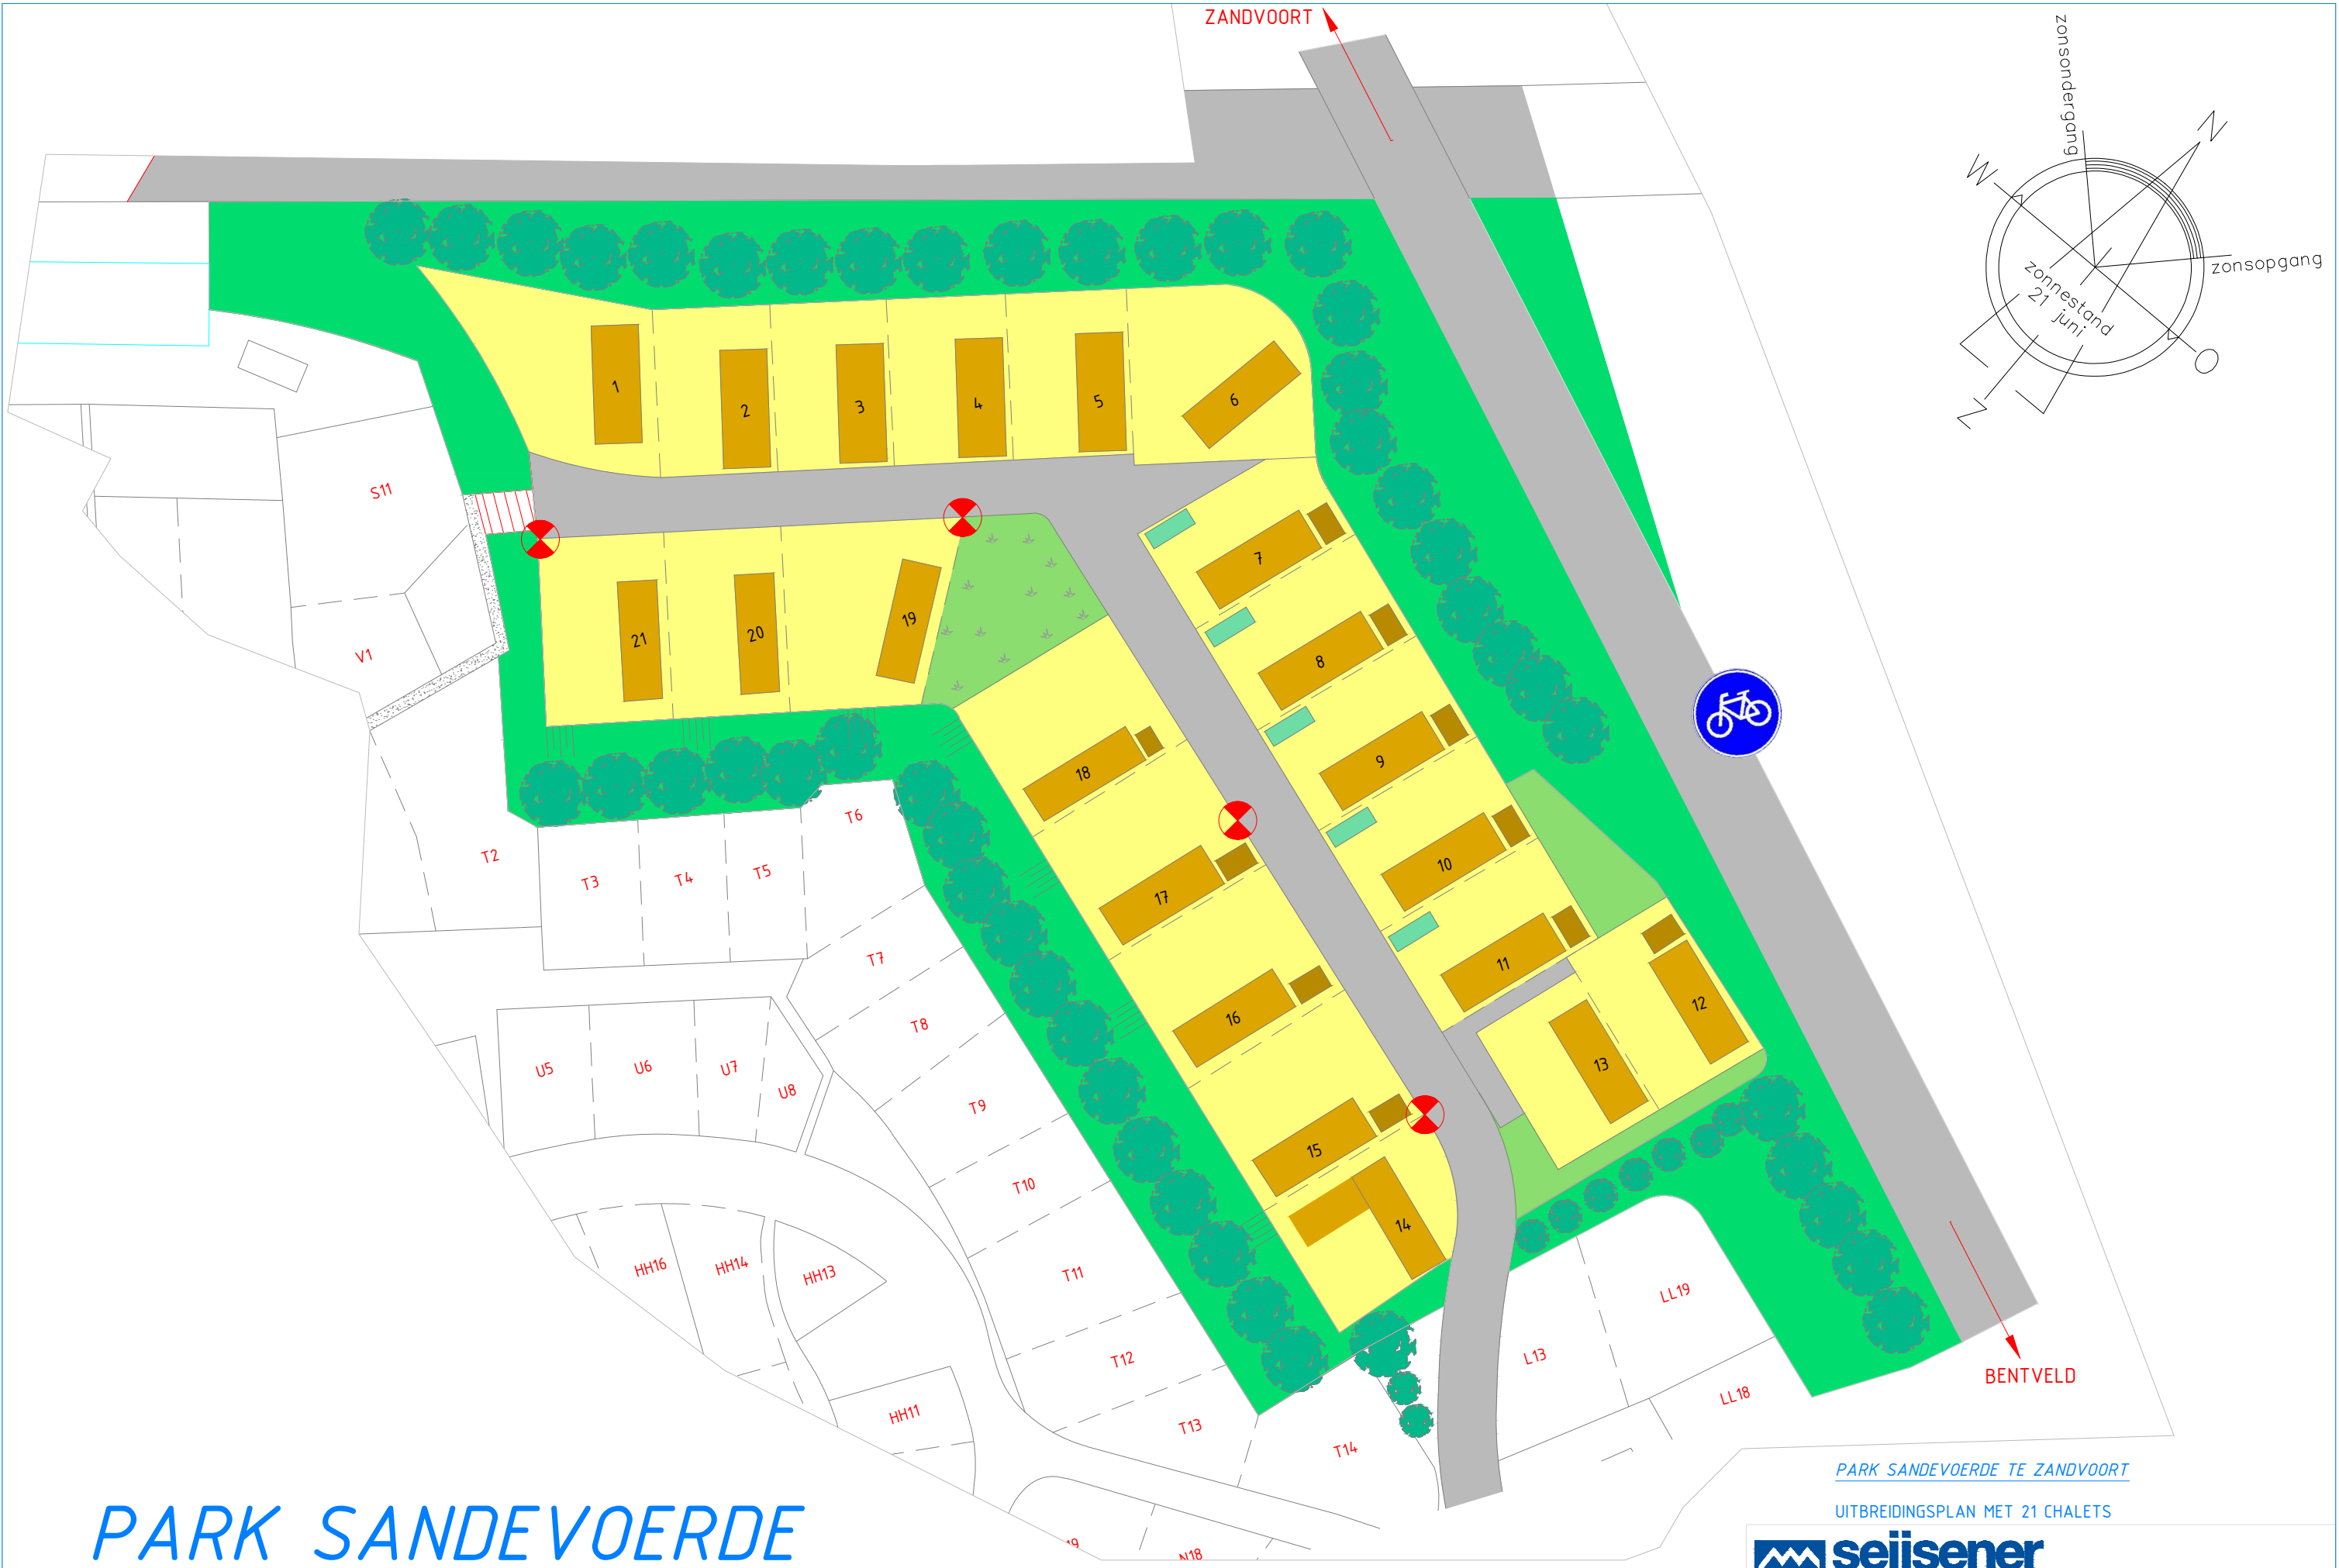 ZANDVOORT
zonsondergang
N
W
zonsopgang
zonnestand
21 juni
O
Z
1
2
3
4
5
6
S11
7
21
20
19
8
V1
9
18
T6
T2
T3
T4
T5
10
17
T7
11
12
16
T8
13
U5
U6
U7
U8
T9
15
T10
14
HH16
HH14
HH13
T11
LL19
T12
L13
BENTVELD
LL18
HH11
T13
T14
PARK SANDEVOERDE TE ZANDVOORT
UITBREIDINGSPLAN MET 21 CHALETS
PARK SANDEVOERDE
N18
seijsener